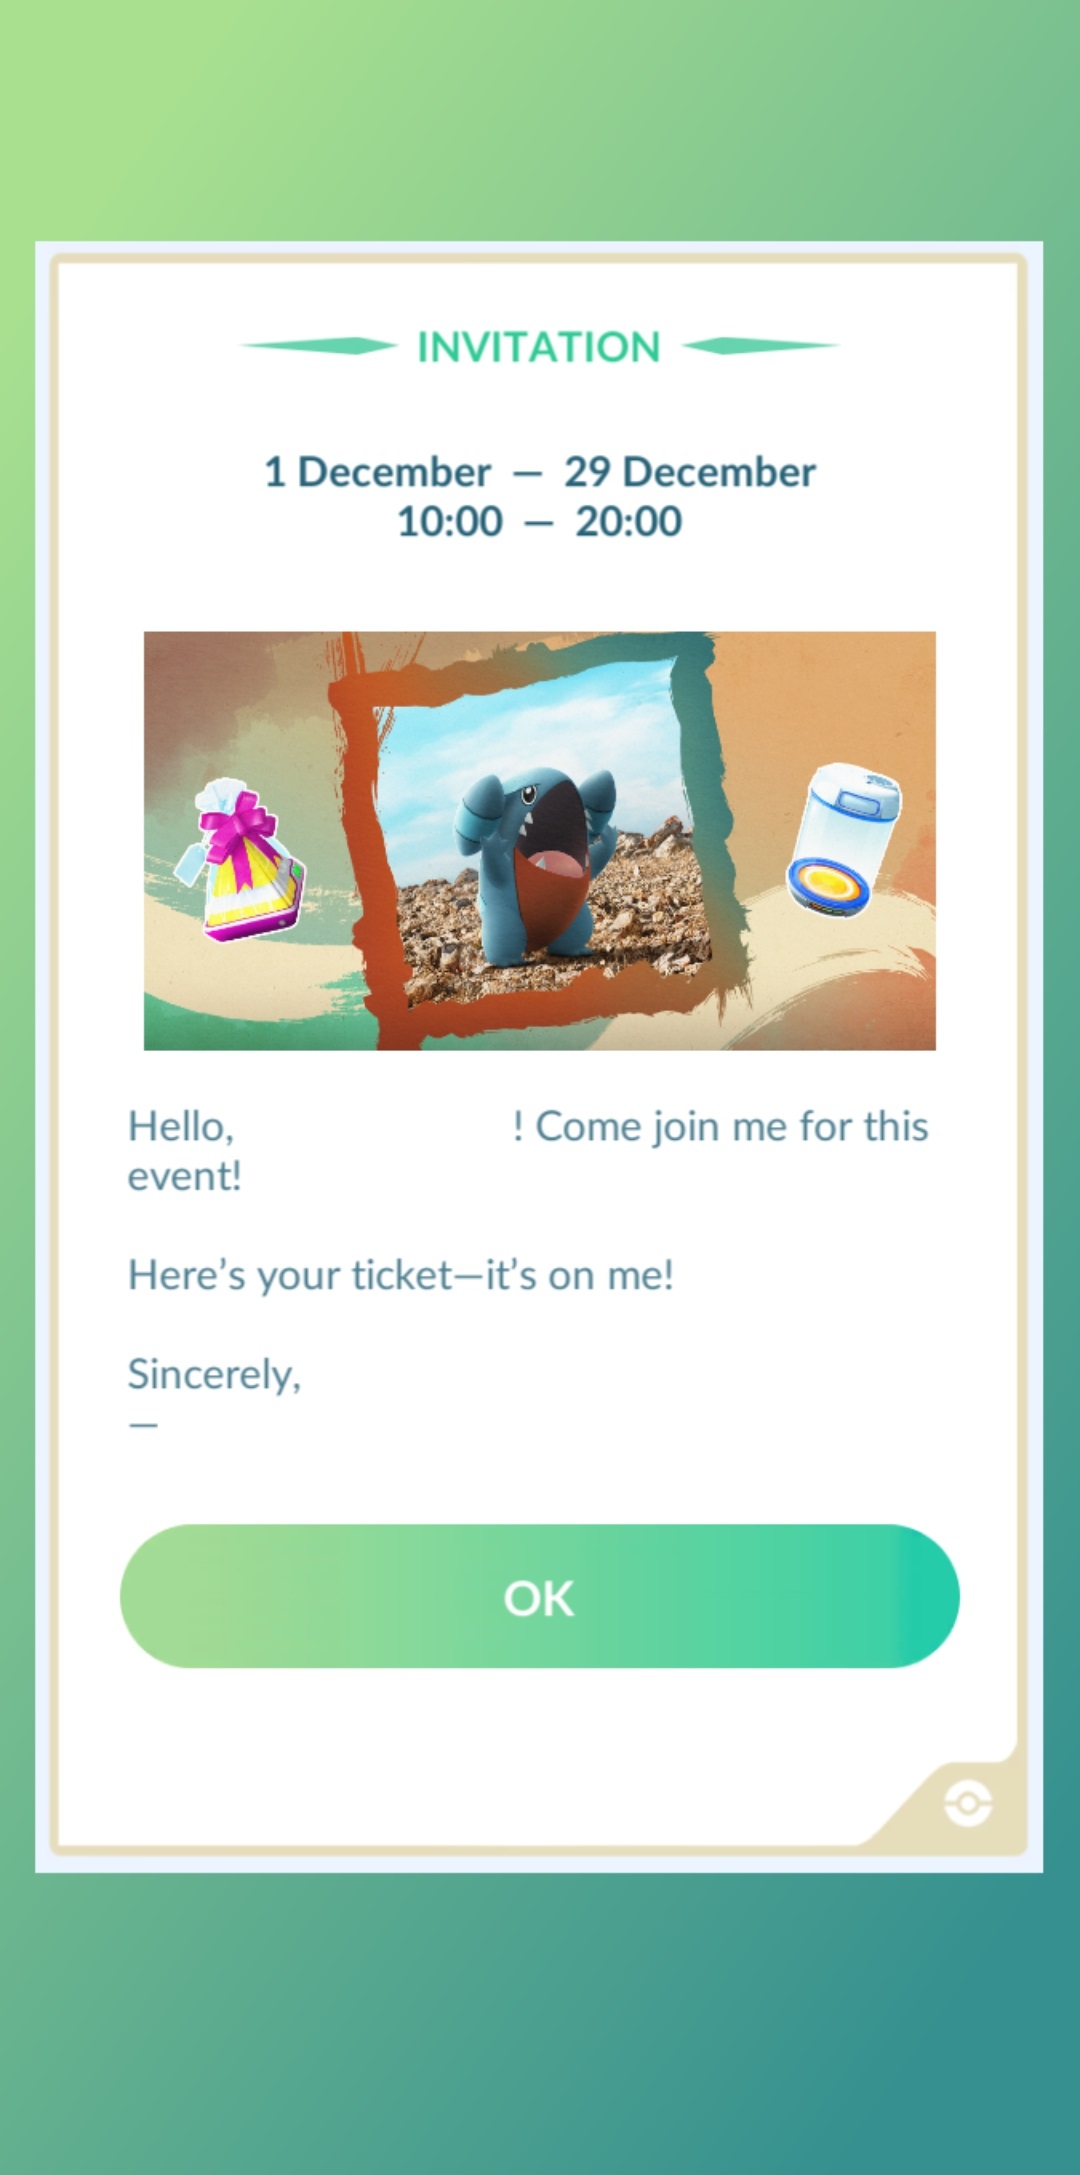 INVITATION
1 December – 29 December
10:00 – 20:00
Hello, ! Come join me for this
event!
Here’s your ticket—it’s on me!
Sincerely,
—
OK